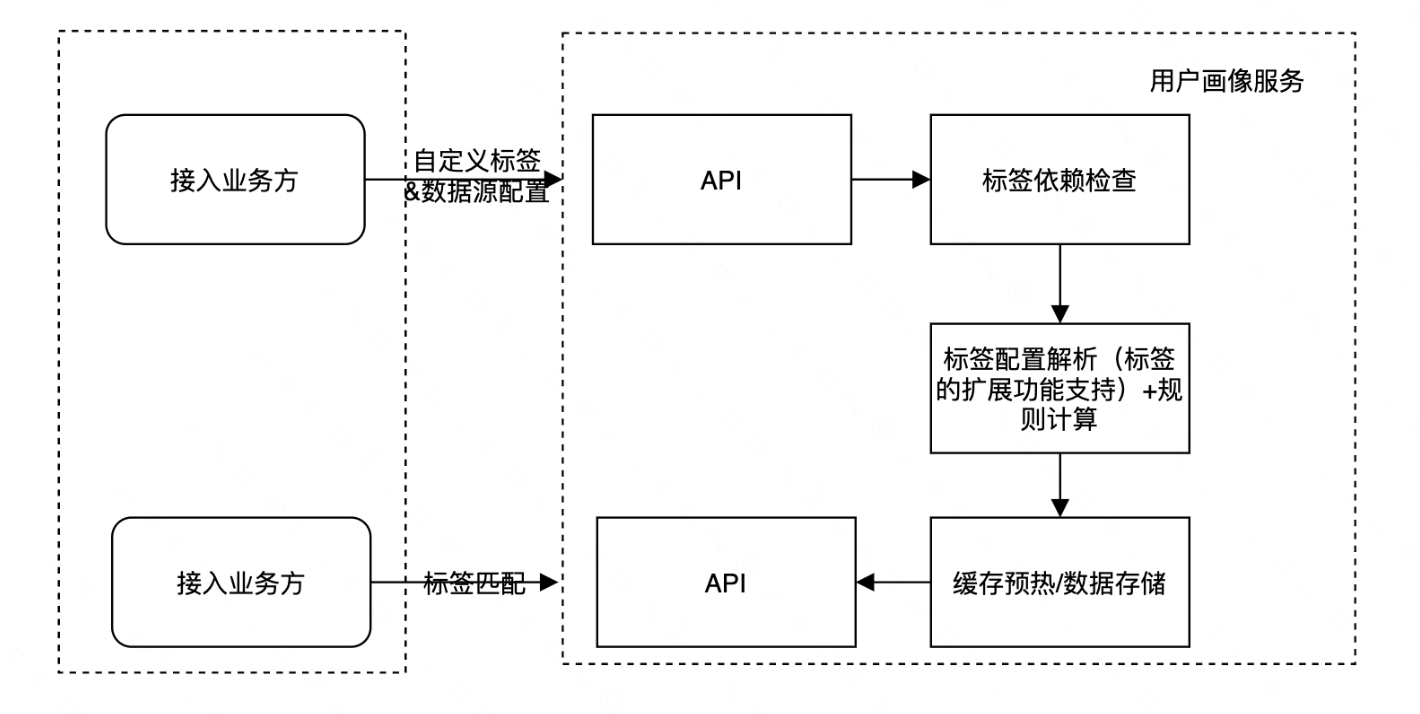 用户画像服务
接入业务方
自定义标签
&数据源配置
API
标签依赖检查
标签配置解析（标签
的扩展功能支持）+规
则计算
接入业务方
标签匹配
API
缓存预热/数据存储